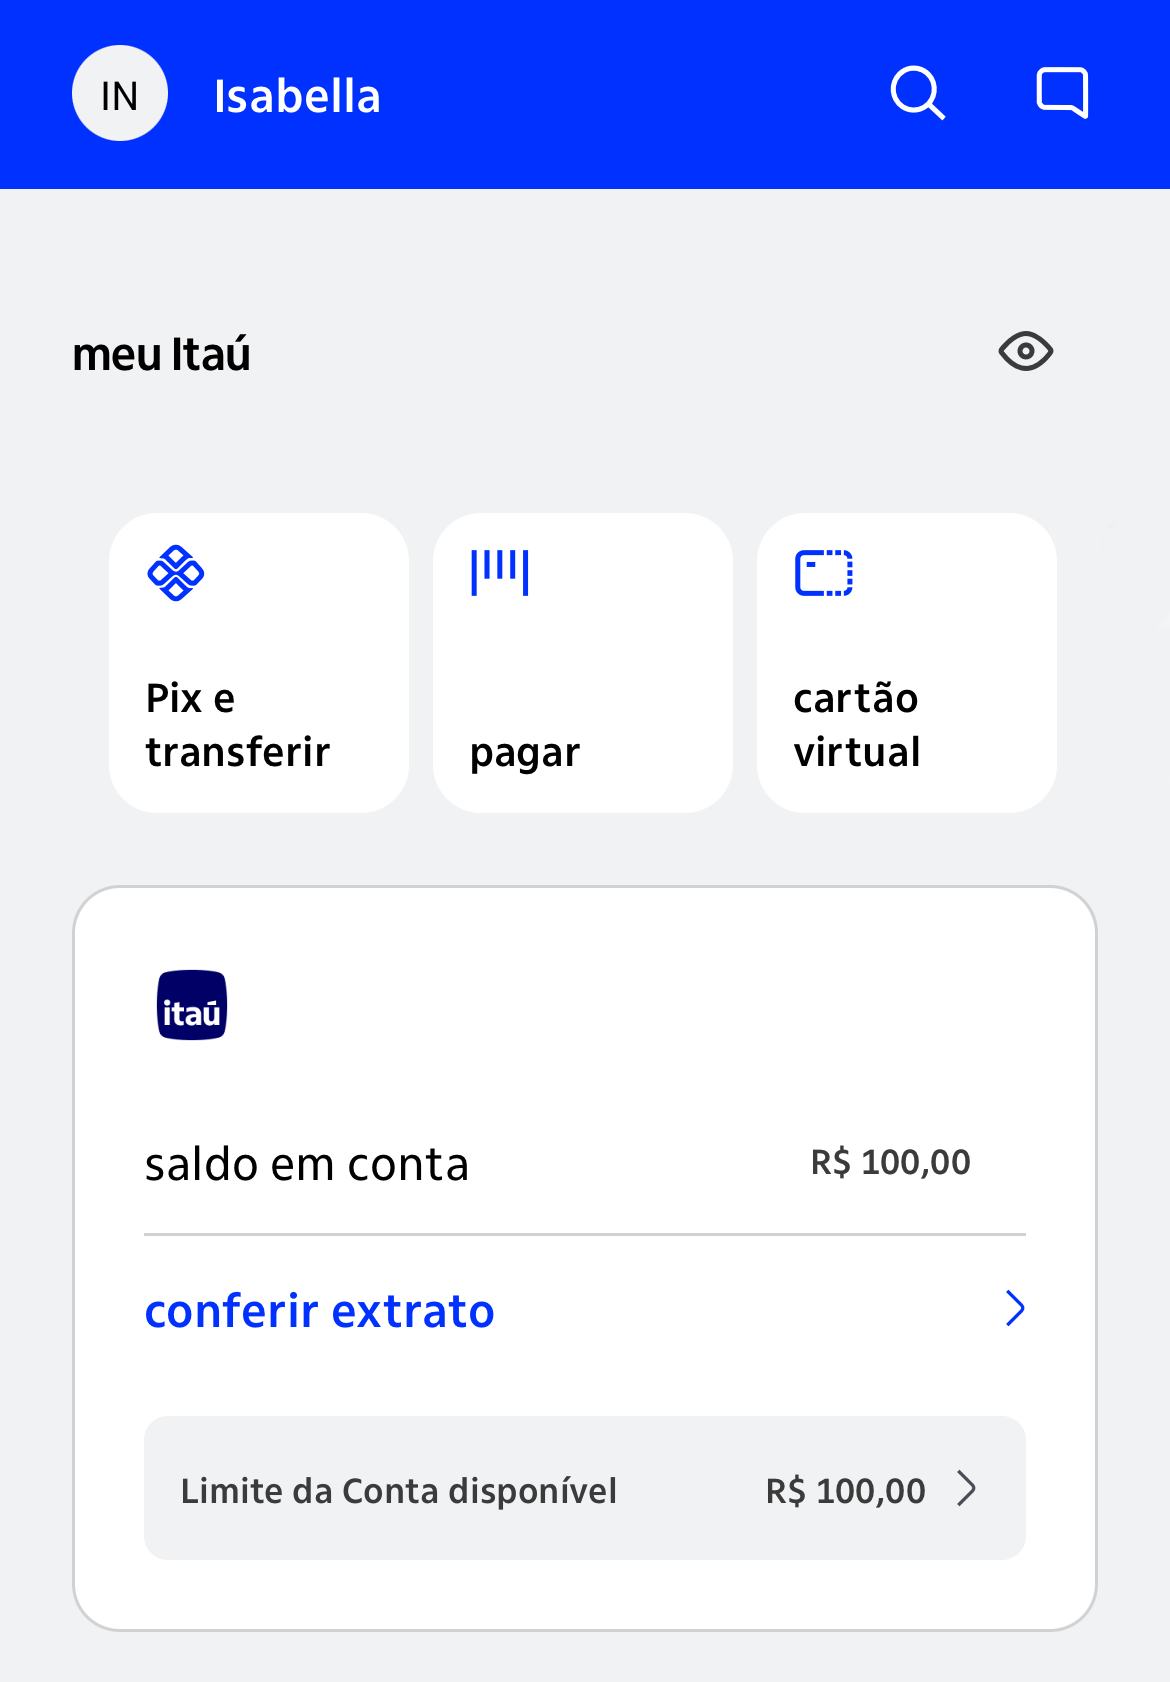 IN
Isabella
meu Itaú
Pix e
transferir
pagar
cartão
virtual
itaú
saldo em conta
R$ 100,00
conferir extrato
Limite da Conta disponível
R$ 100,00